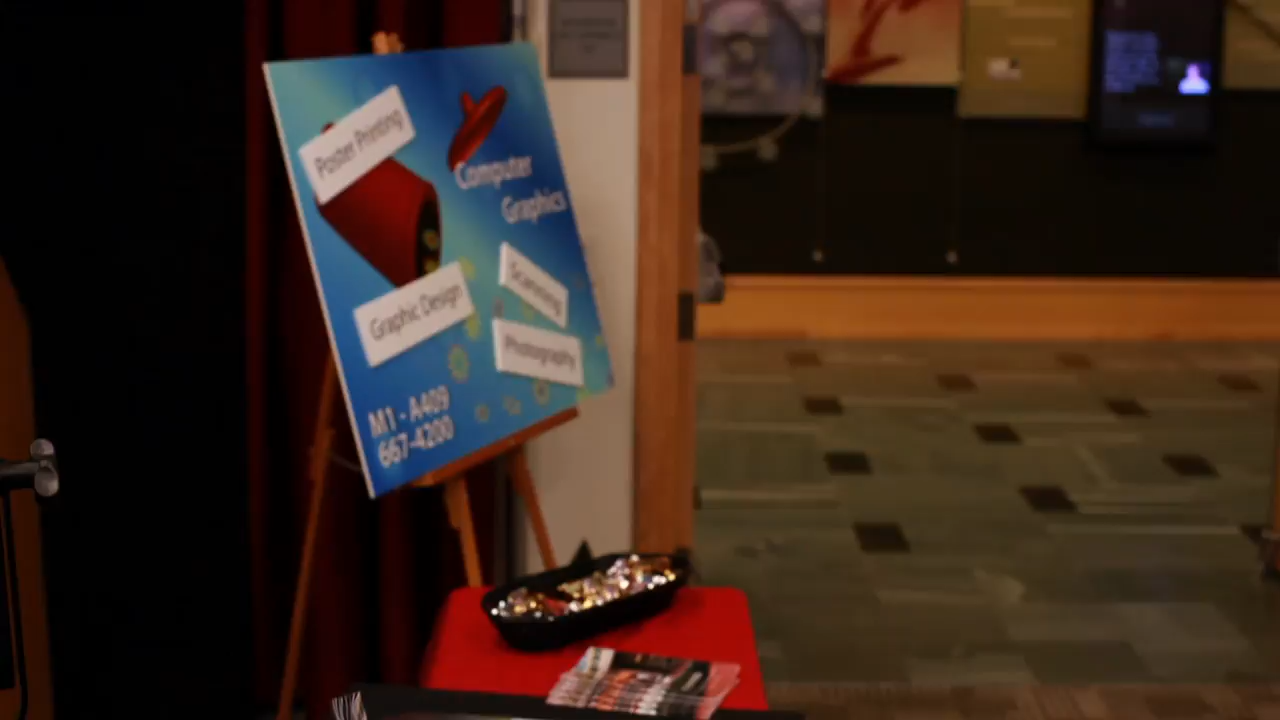 Poster Printing
Computer
Graphics
Scanning
Graphic Design
Photography
M1 - A409
667-4200